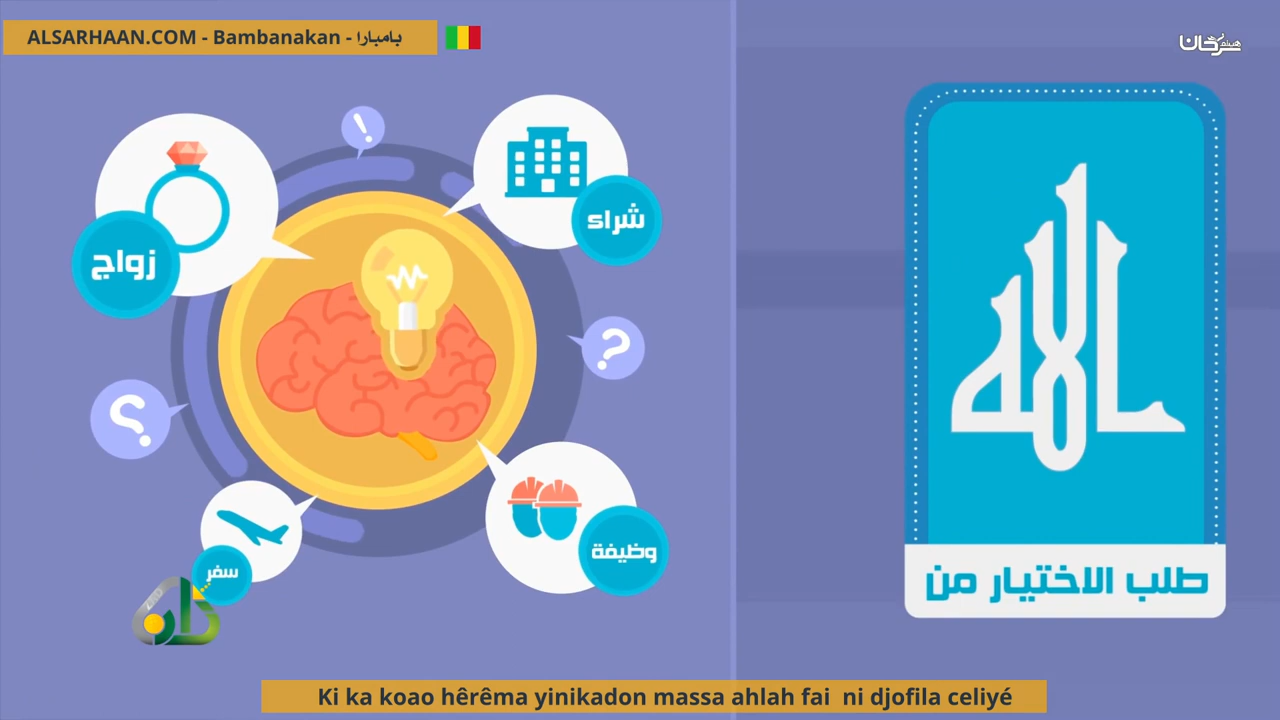 ALSARHAAN.COM - Bambanakan - بامبارا
زواج
شراء
وظيفة
سفر
الله
طلب الاختيار من
Ki ka koao hêrêma yinikadon massa ahlah fai ni djofila celiyé